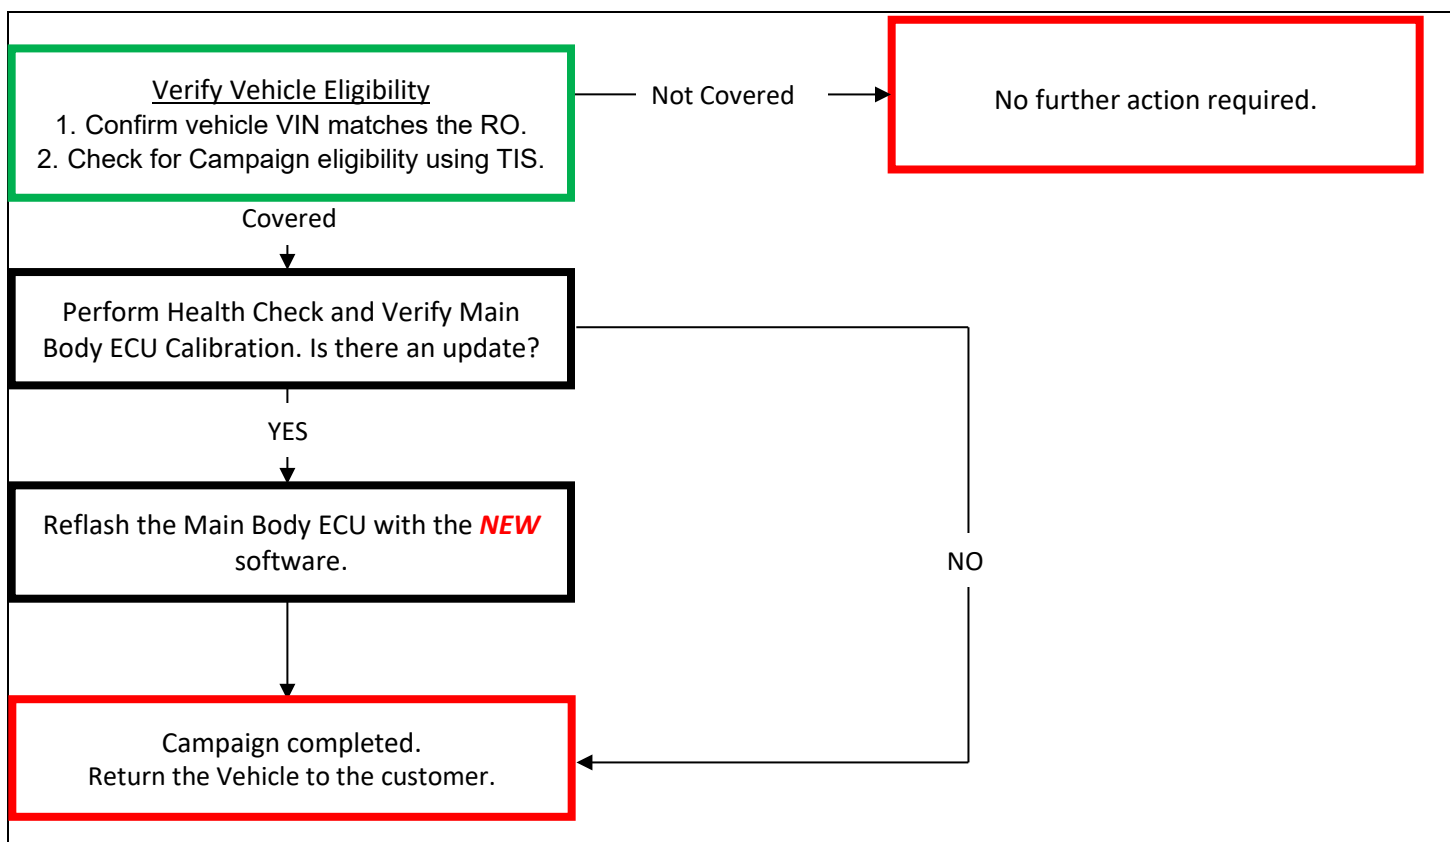 Verify Vehicle Eligibility
1. Confirm vehicle VIN matches the RO.
2. Check for Campaign eligibility using TIS.
Not Covered
No further action required.
Covered
Perform Health Check and Verify Main
Body ECU Calibration. Is there an update?
YES
Reflash the Main Body ECU with the NEW
software.
NO
Campaign completed.
Return the Vehicle to the customer.